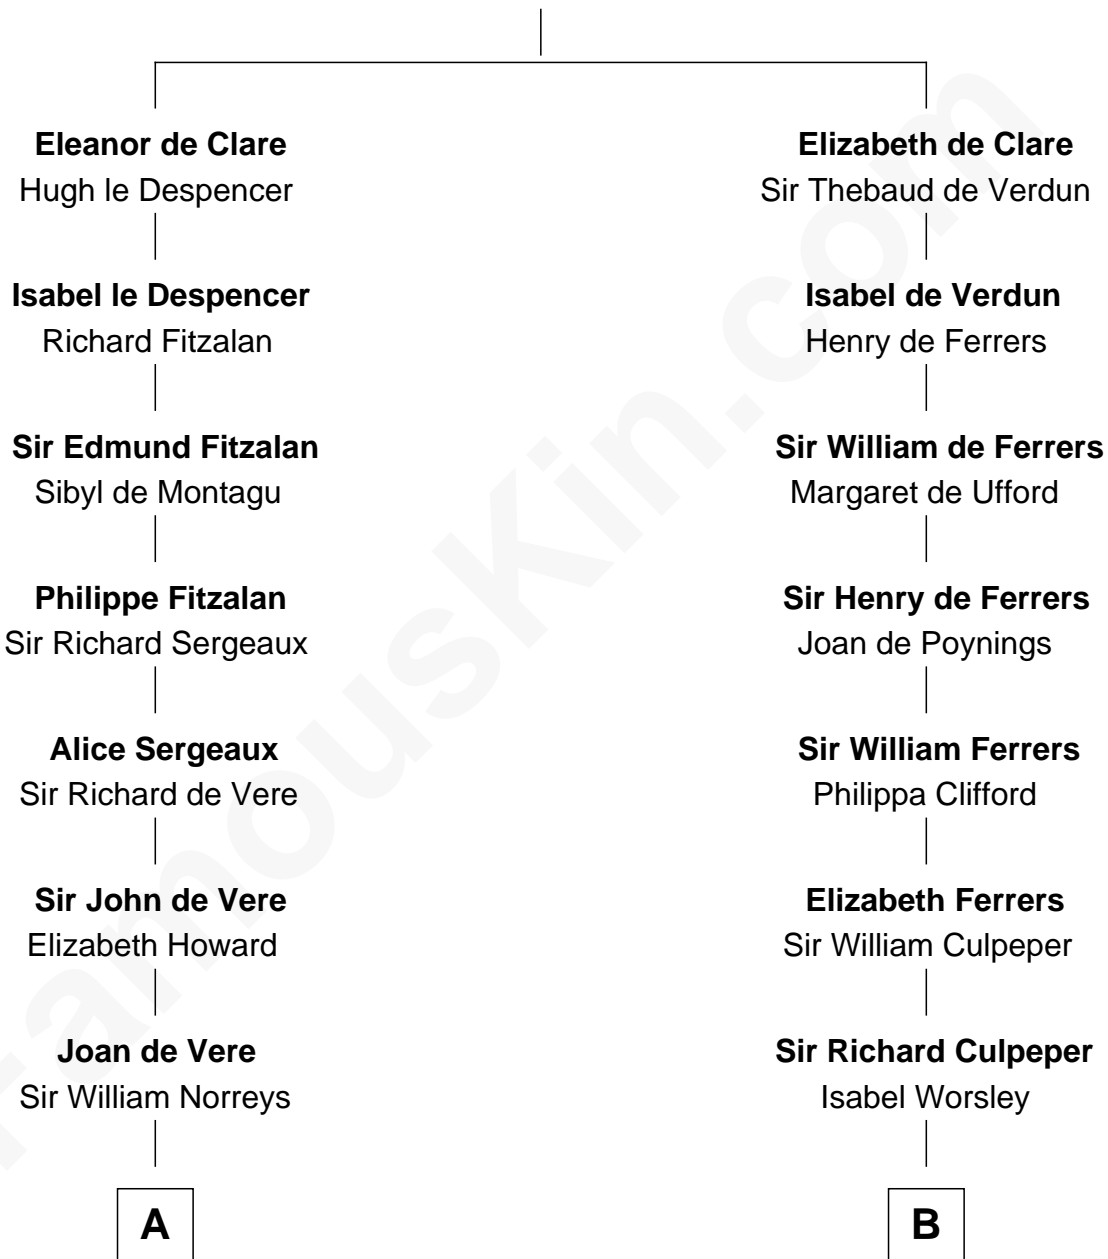 Eleanor de Clare
Hugh le Despencer
Isabel le Despencer
Richard Fitzalan
Sir Edmund Fitzalan
Sibyl de Montagu
Philippe Fitzalan
Sir Richard Sergeaux
Alice Sergeaux
Sir Richard de Vere
Sir John de Vere
Elizabeth Howard
Joan de Vere
Sir William Norreys
A
Elizabeth de Clare
Sir Thebaud de Verdun
Isabel de Verdun
Henry de Ferrers
Sir William de Ferrers
Margaret de Ufford
Sir Henry de Ferrers
Joan de Poynings
Sir William Ferrers
Philippa Clifford
Elizabeth Ferrers
Sir William Culpeper
Sir Richard Culpeper
Isabel Worsley
B
FamousKin.com